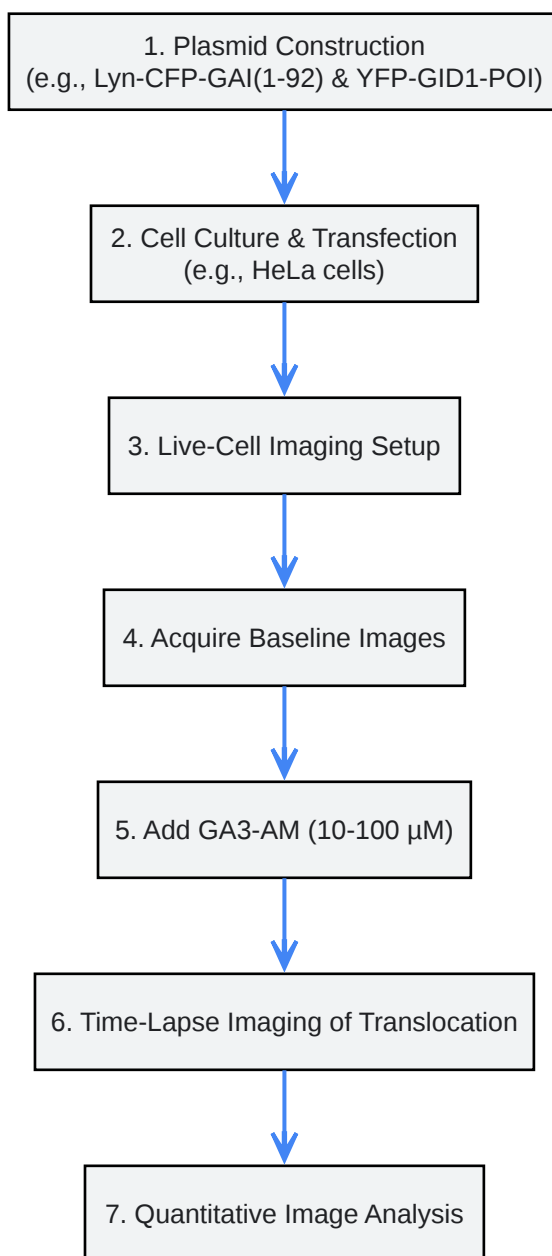 1. Plasmid Construction
(e.g., Lyn-CFP-GAI(1-92) & YFP-GID1-POI)
2. Cell Culture & Transfection
(e.g., HeLa cells)
3. Live-Cell Imaging Setup
4. Acquire Baseline Images
5. Add GA3-AM (10-100 µM)
6. Time-Lapse Imaging of Translocation
7. Quantitative Image Analysis